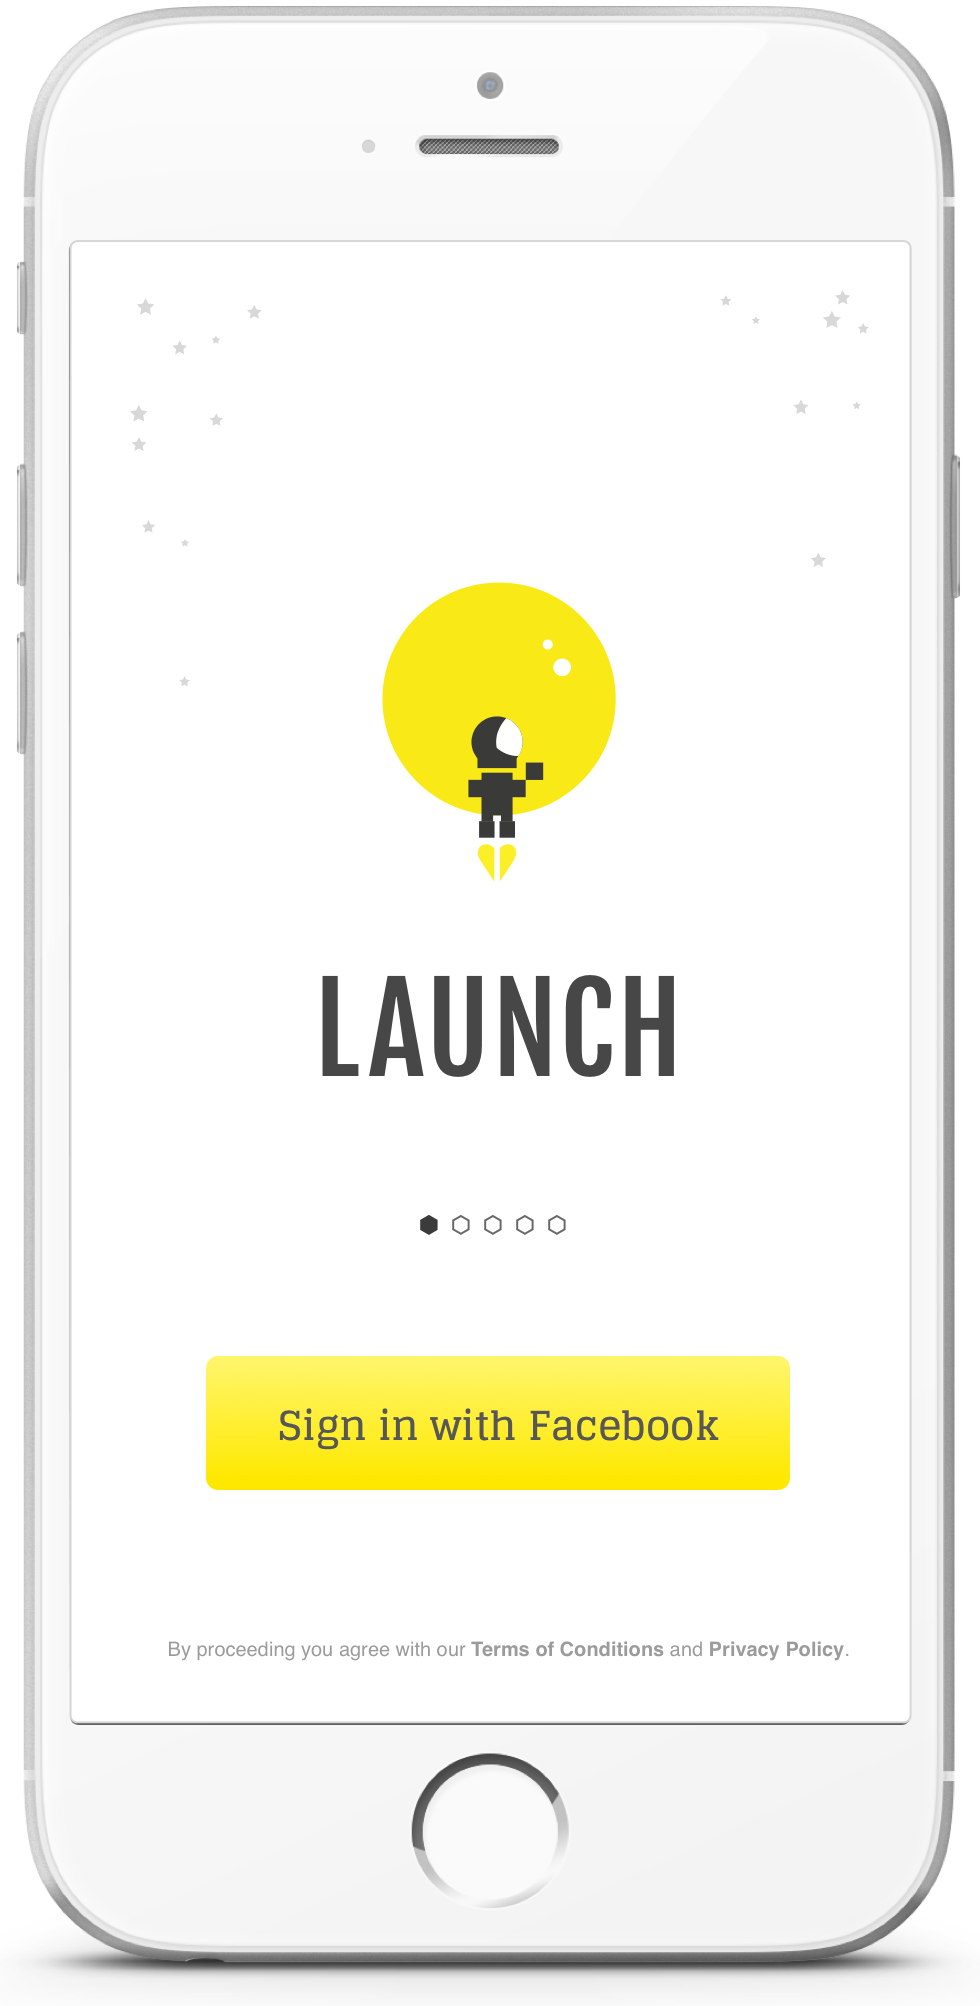 LAUNCH
Sign in with Facebook
By proceeding you agree with our Terms of Conditions and Privacy Policy.